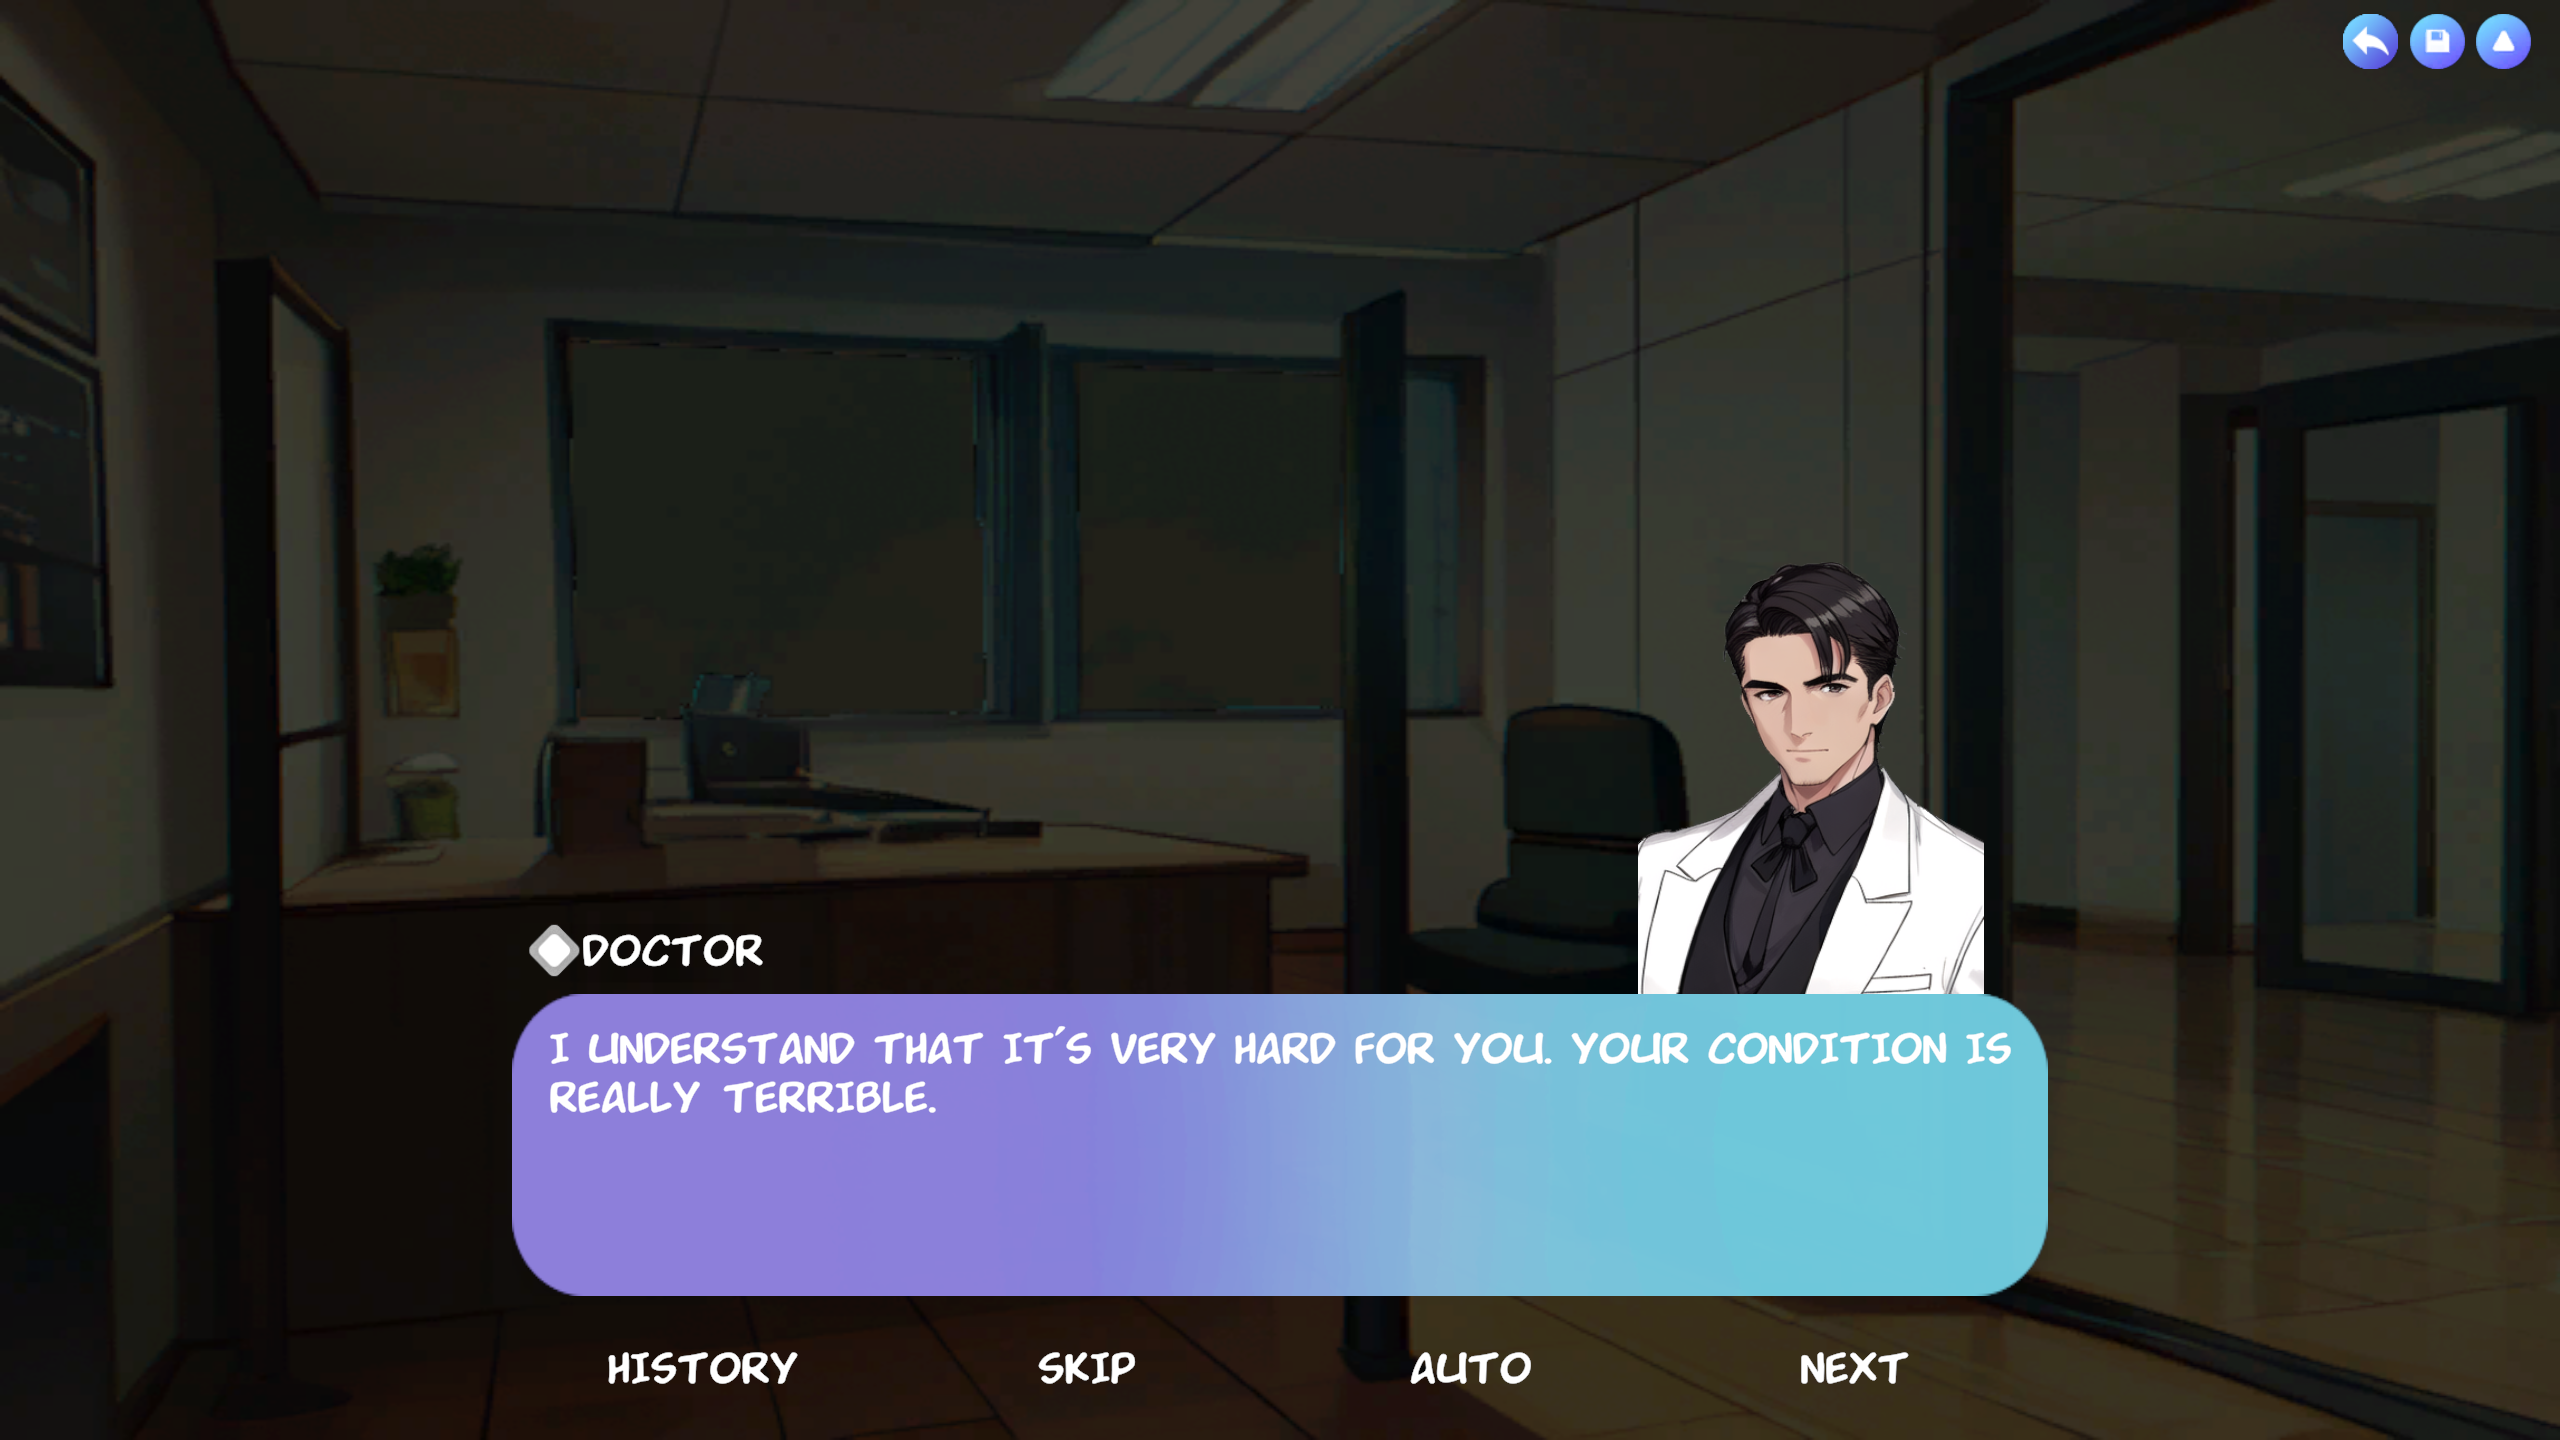 DOCTOR
I UNDERSTAND THAT IT'S VERY HARD FOR YOU. YOUR CONDITION IS
REALLY TERRIBLE.
HISTORY
SKIP
AUTO
NEXT